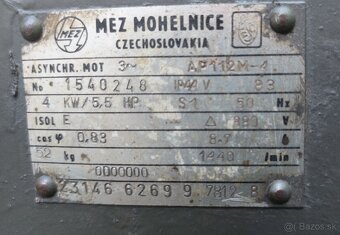 MEZ MOHELNICE
MEZ
CZECHOSLOVAKIA
ASYNCHR. MOT 3~ AP112M-4
No 1540248 IP44 V 83
4 KW/5,5 HP S1 50 Hz
ISOL E △ 380 V
cos φ 0,83 8,7 A
52 kg 1440 /min
0000000
23146 6269 9 7812 8
bazos.sk